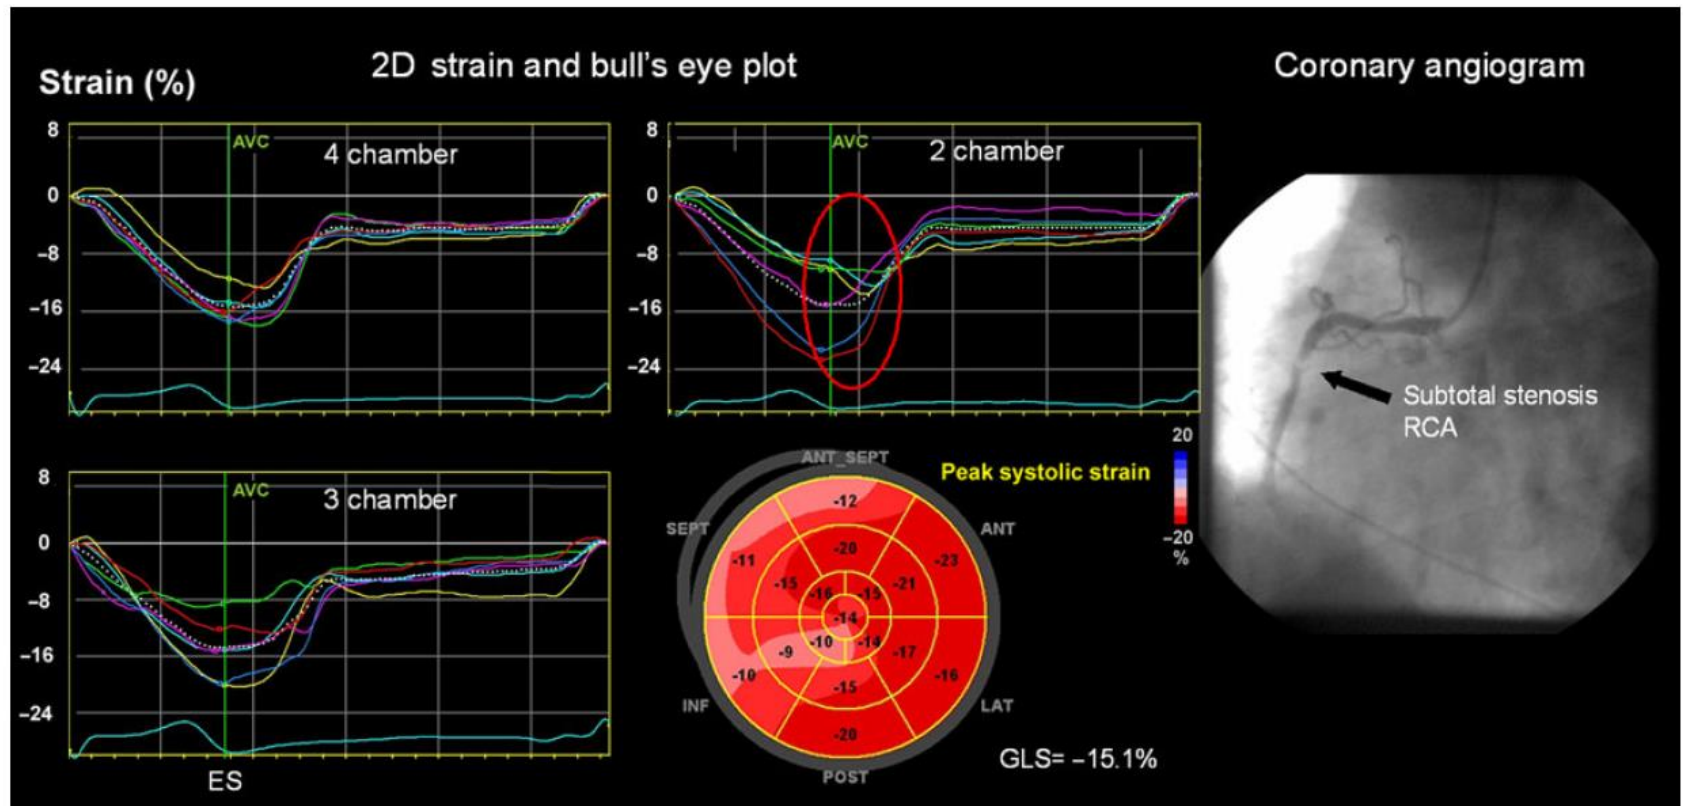 2D strain and bull's eye plot
Coronary angiogram
Strain (%)
8
0
−8
−16
−24
AVC
4 chamber
8
0
−8
−16
−24
AVC
2 chamber
Subtotal stenosis
RCA
8
0
−8
−16
−24
AVC
3 chamber
ES
ANT_SEPT
Peak systolic strain
20
−20
%
SEPT
ANT
-12
-11
-20
-23
-15
-21
-16
-15
-14
-10
-14
-9
-17
-10
-16
-15
-20
INF
LAT
POST
GLS= −15.1%